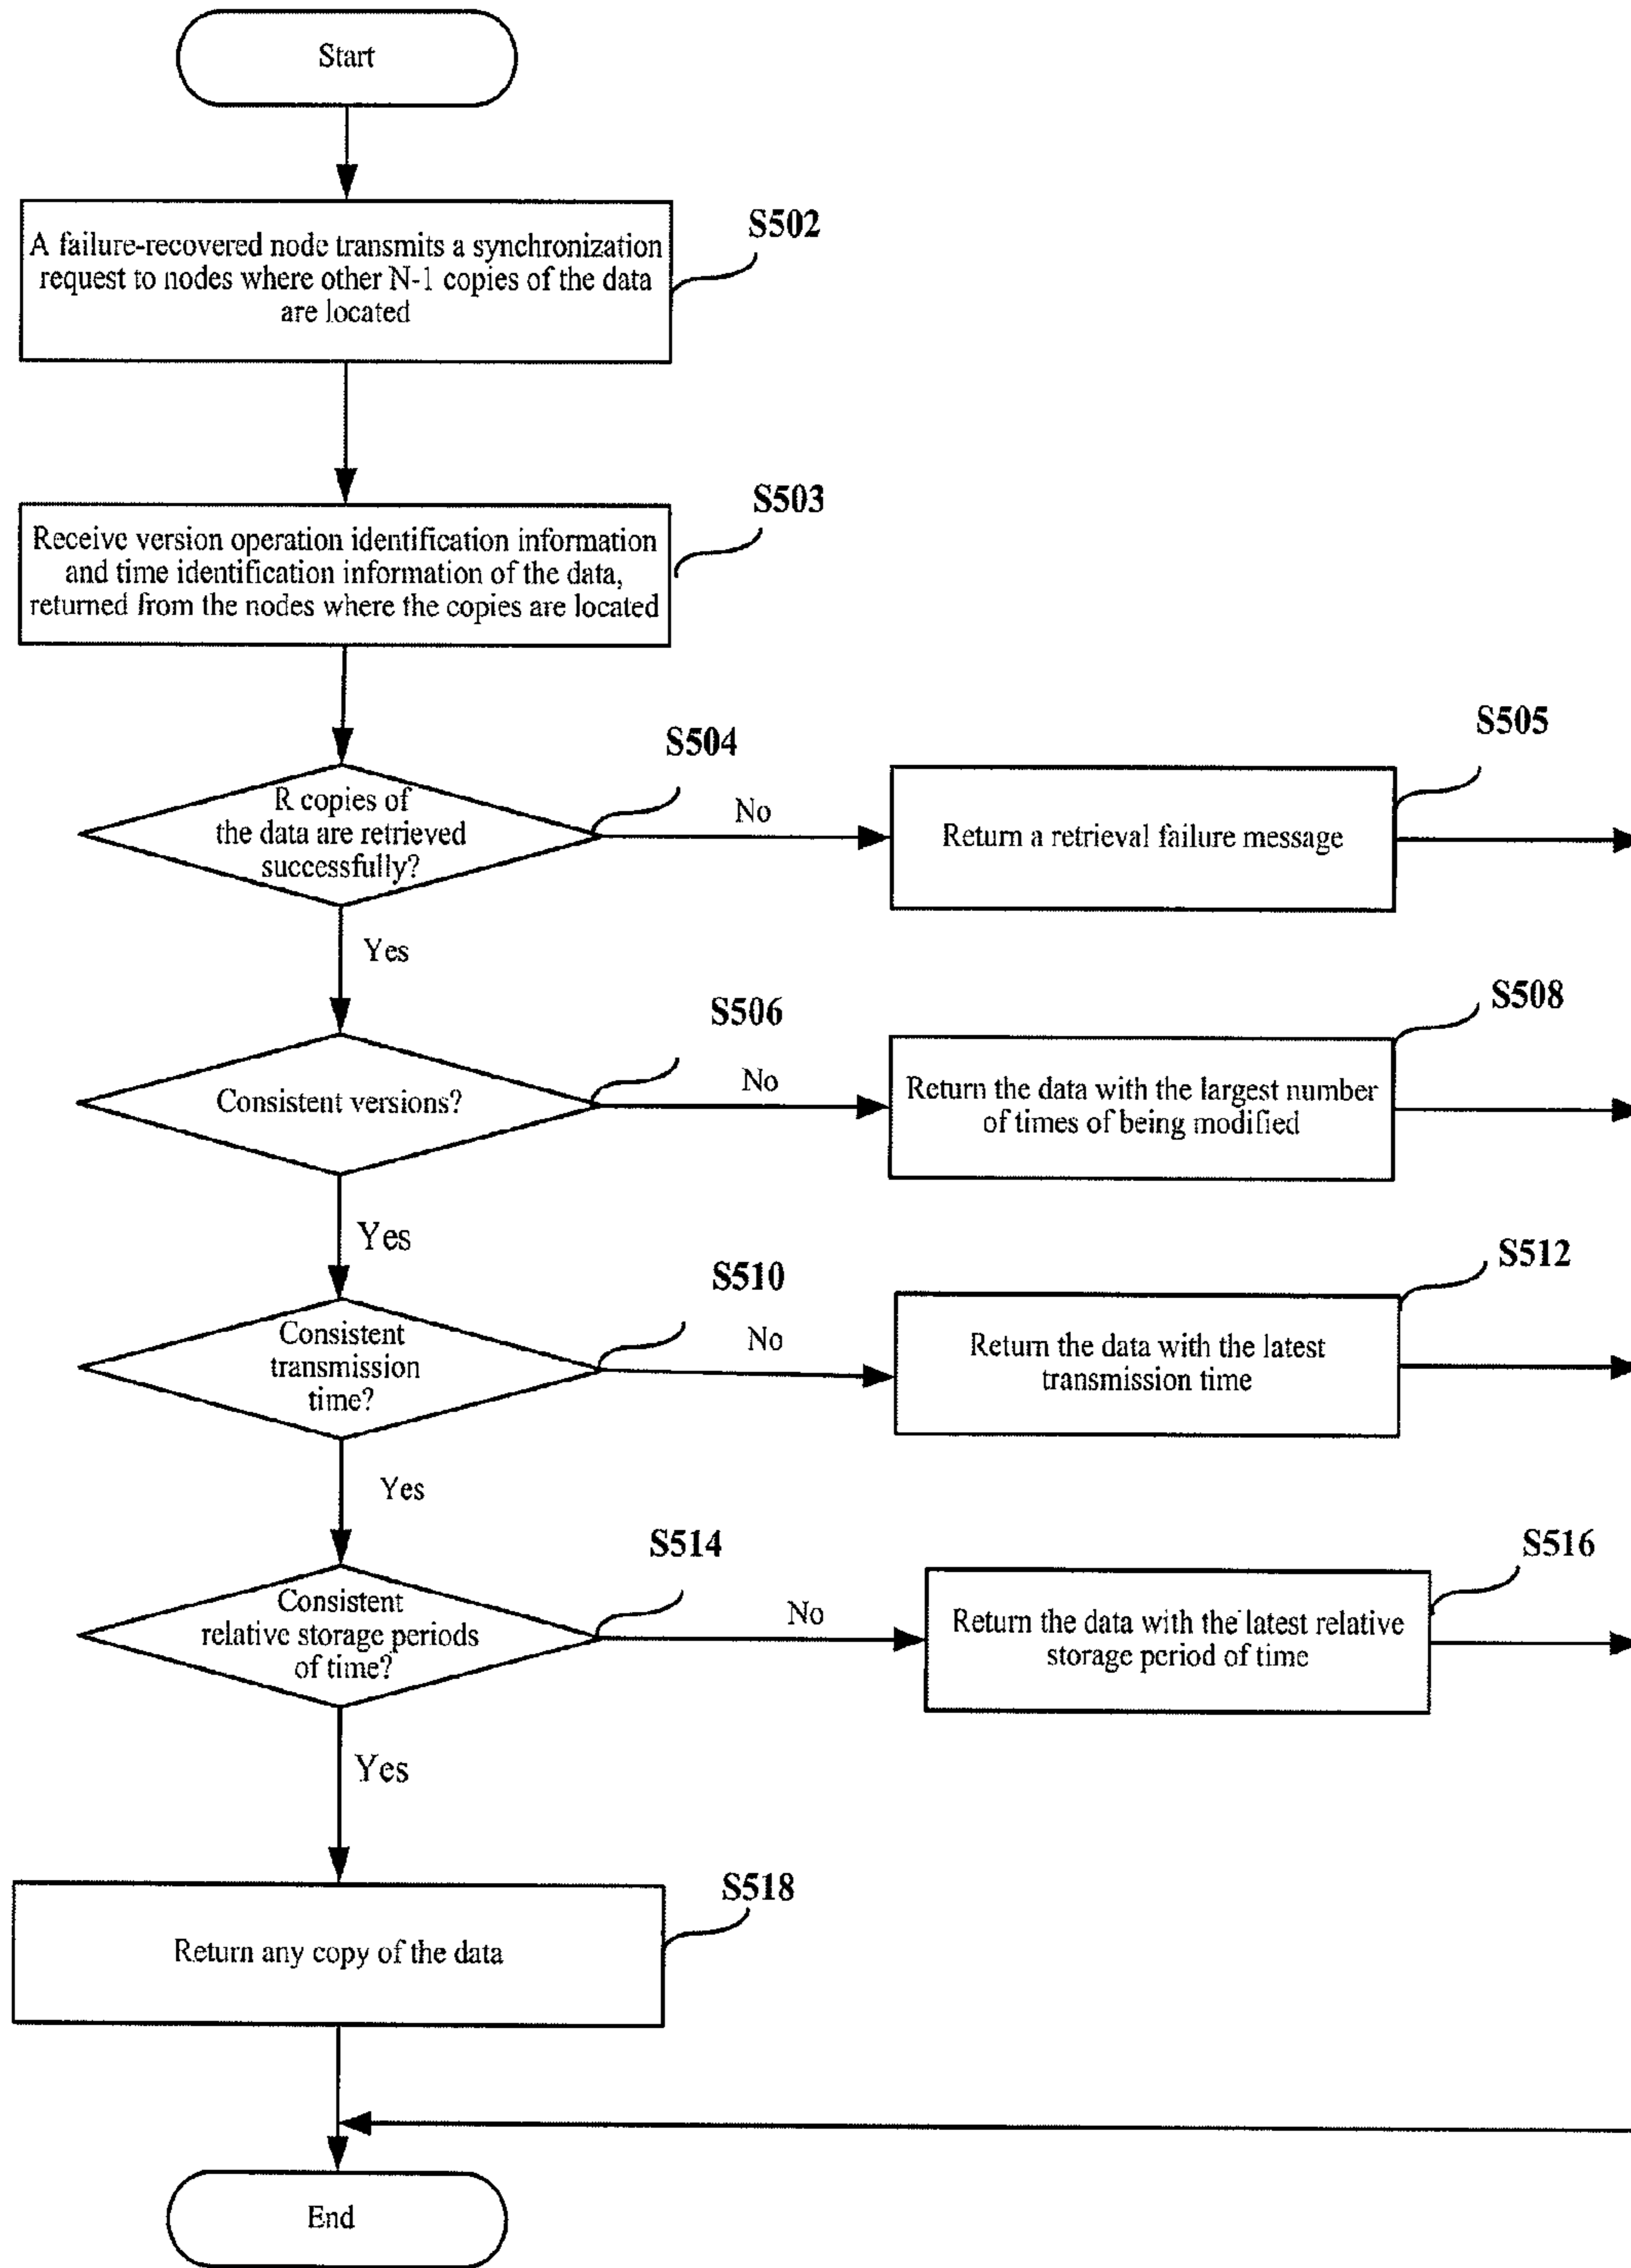 Start
S502
A failure-recovered node transmits a synchronization
request to nodes where other N-1 copies of the data
are located
S503
Receive version operation identification information
and time identification information of the data,
returned from the nodes where the copies are located
S504
R copies of
the data are retrieved
successfully?
No
S505
Return a retrieval failure message
Yes
S506
Consistent versions?
No
S508
Return the data with the largest number
of times of being modified
Yes
S510
Consistent
transmission
time?
No
S512
Return the data with the latest
transmission time
Yes
S514
Consistent
relative storage periods
of time?
No
S516
Return the data with the latest relative
storage period of time
Yes
S518
Return any copy of the data
End